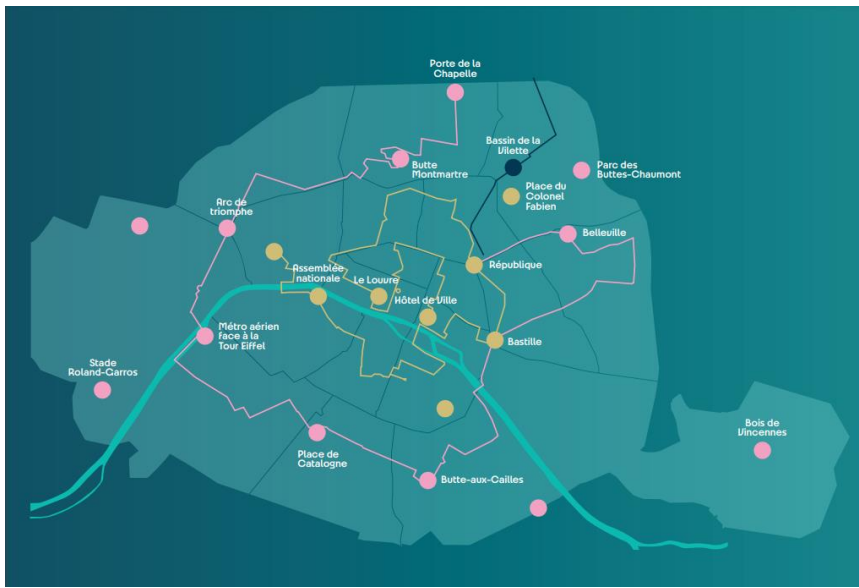 Porte de la
Chapelle
Bassin de la
Vilette
Butte
Montmartre
Parc des
Buttes-Chaumont
Place du
Colonel
Fabien
Arc de
triomphe
Belleville
République
Assemblée
nationale
Le Louvre
Hôtel de Ville
Métro aérien
Face à la
Tour Eiffel
Bastille
Stade
Roland-Garros
Bois de
Vincennes
Place de
Catalogne
Butte-aux-Cailles